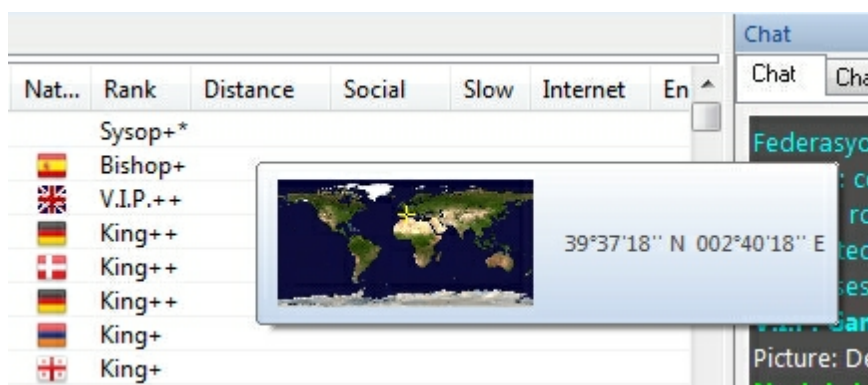 Chat
Nat... Rank Distance Social Slow Internet En
Chat
Sysop+*
Bishop+
V.I.P.++
King++
King++
King++
King+
King+
39°37'18'' N 002°40'18'' E
Federasyo
Picture: De